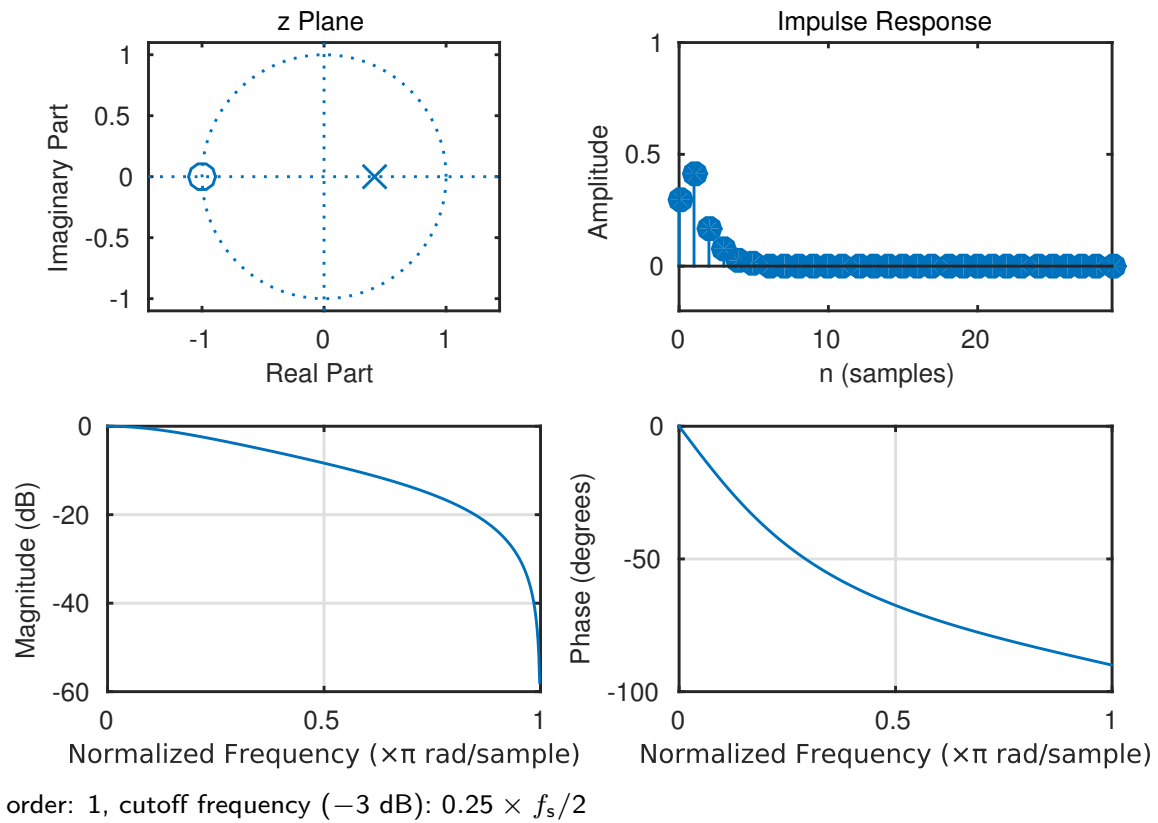 z Plane
1
0.5
0
-0.5
-1
-1
0
1
Imaginary Part
Real Part
Impulse Response
1
0.5
0
0
10
20
Amplitude
n (samples)
0
-20
-40
-60
0
0.5
1
Magnitude (dB)
Normalized Frequency (×π rad/sample)
0
-50
-100
0
0.5
1
Phase (degrees)
Normalized Frequency (×π rad/sample)
order: 1, cutoff frequency (−3 dB): 0.25 × fs/2